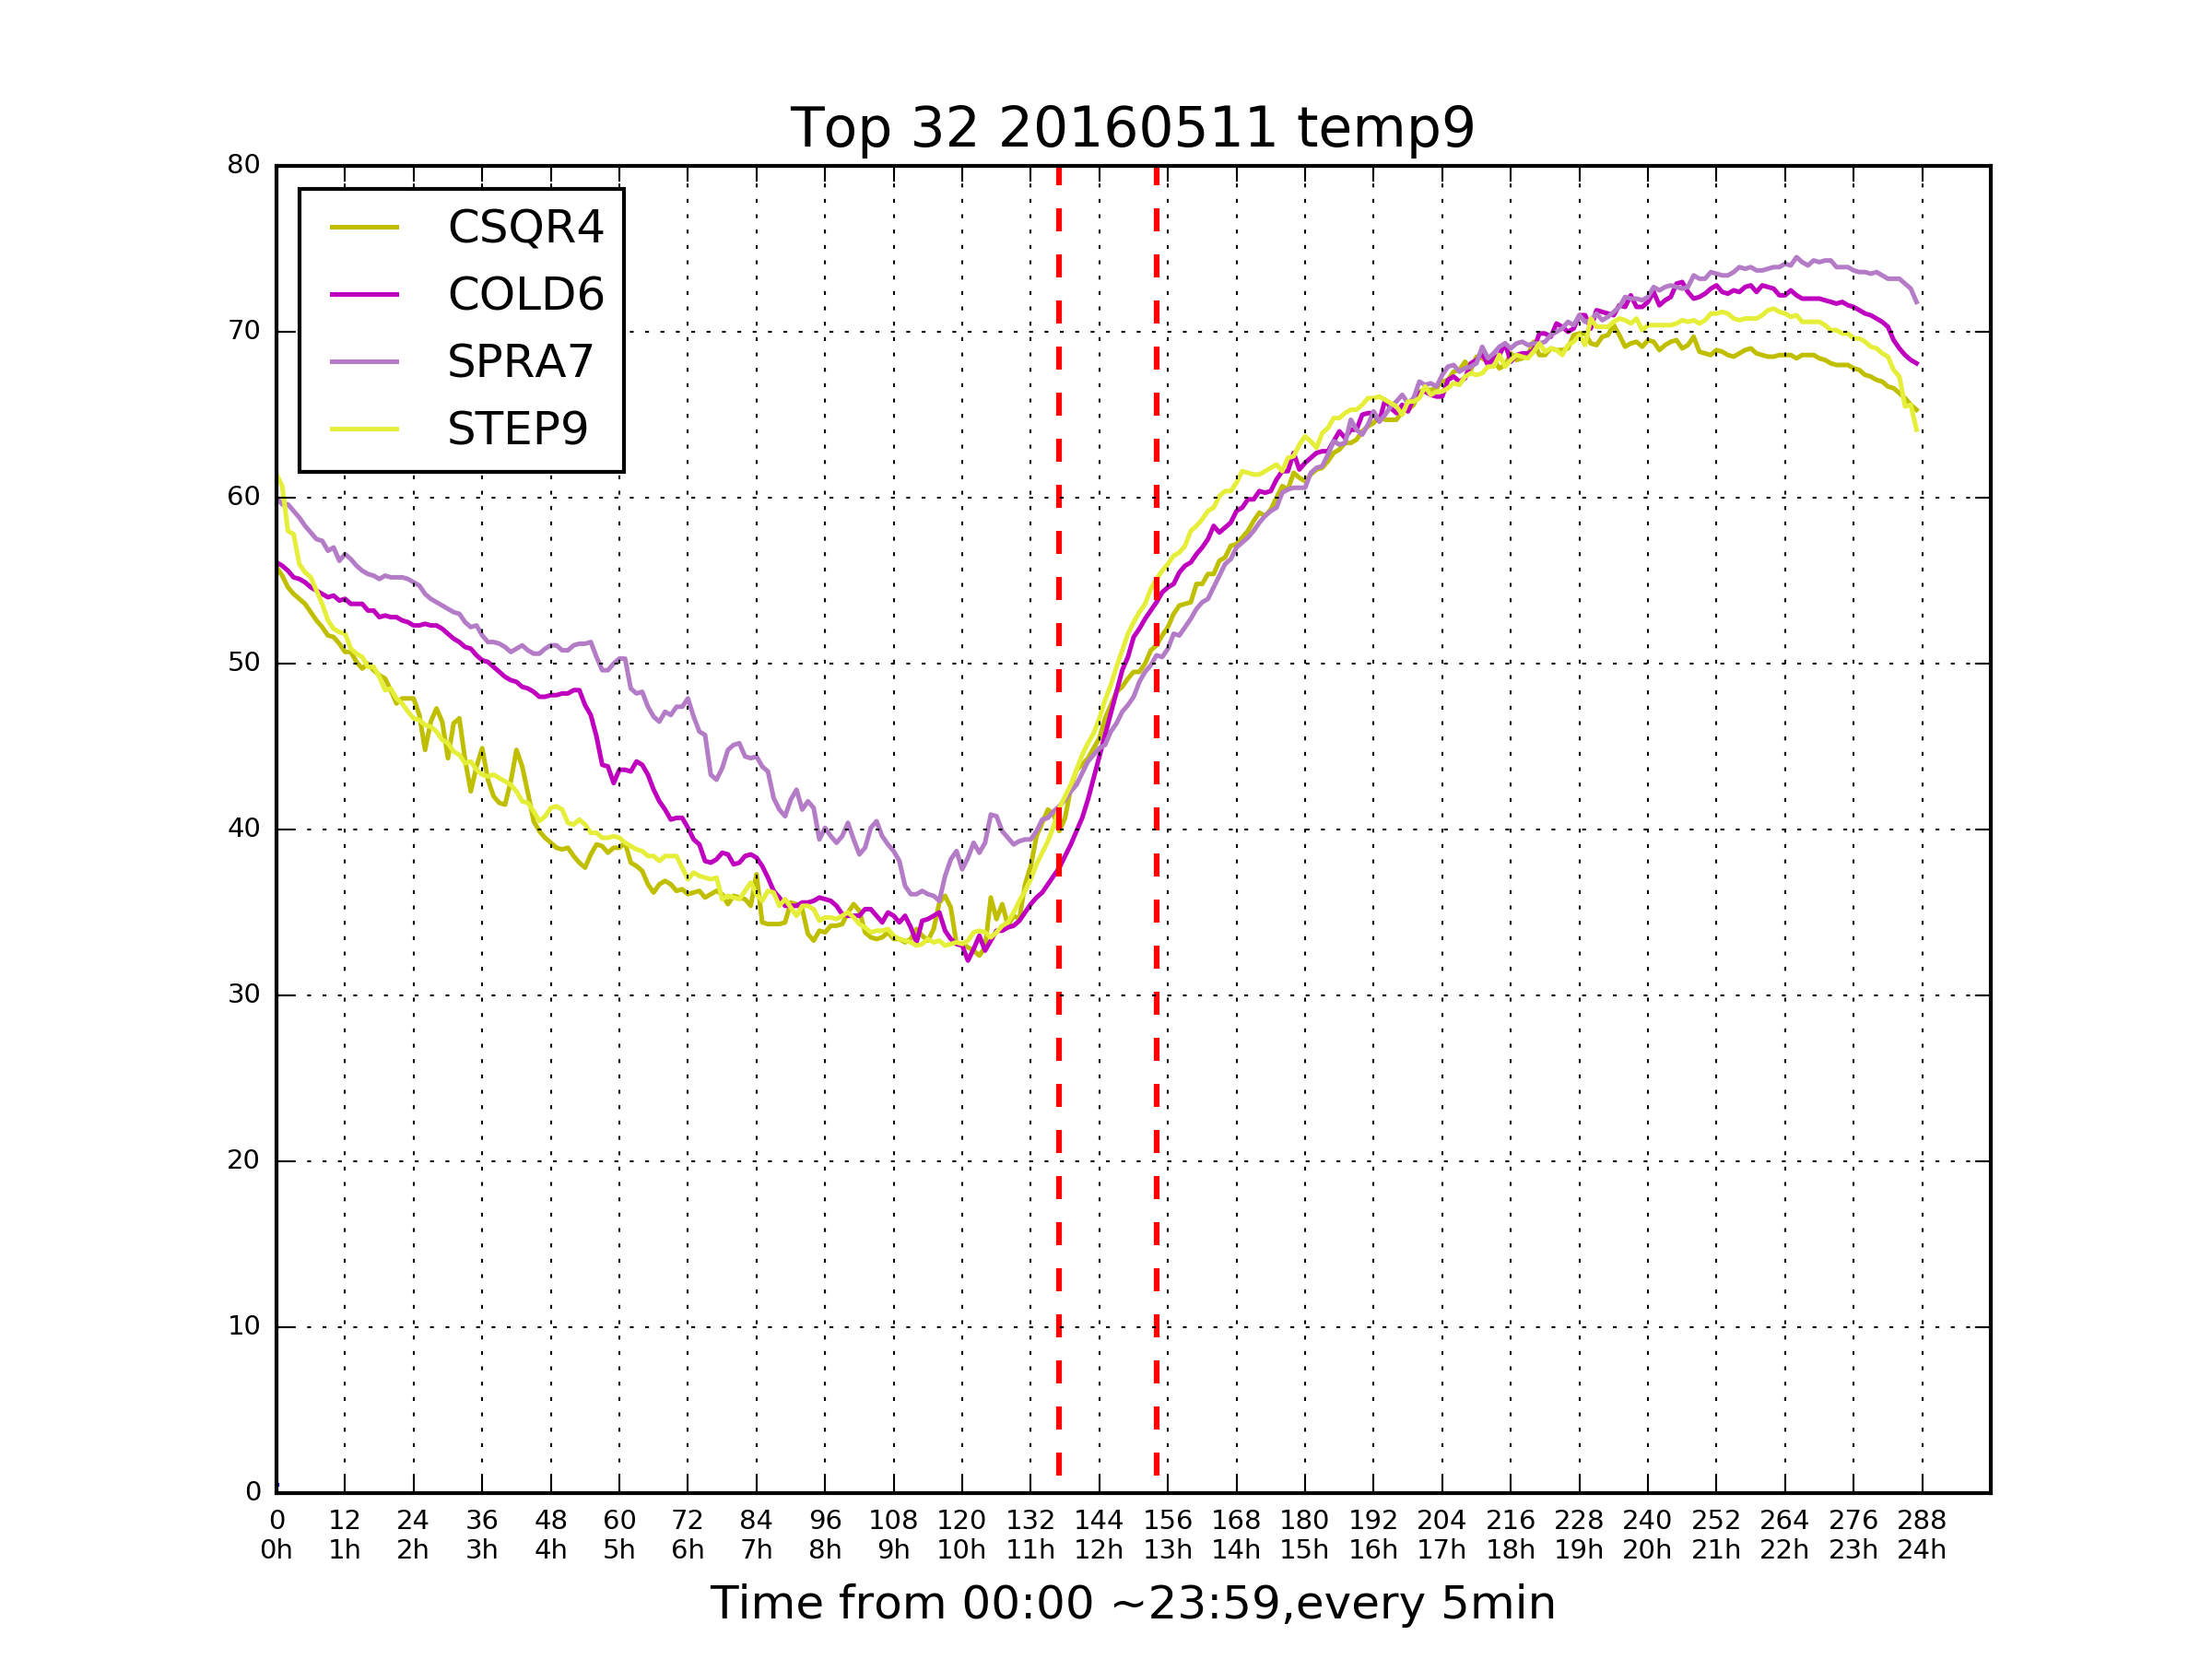 Top 32 20160511 temp9
80
CSQR4
COLD6
SPRA7
STEP9
70
60
50
40
30
20
10
0
0 12 24 36 48 60 72 84 96 108 120 132 144 156 168 180 192 204 216 228 240 252 264 276 288
0h 1h 2h 3h 4h 5h 6h 7h 8h 9h 10h 11h 12h 13h 14h 15h 16h 17h 18h 19h 20h 21h 22h 23h 24h
Time from 00:00 ~23:59,every 5min